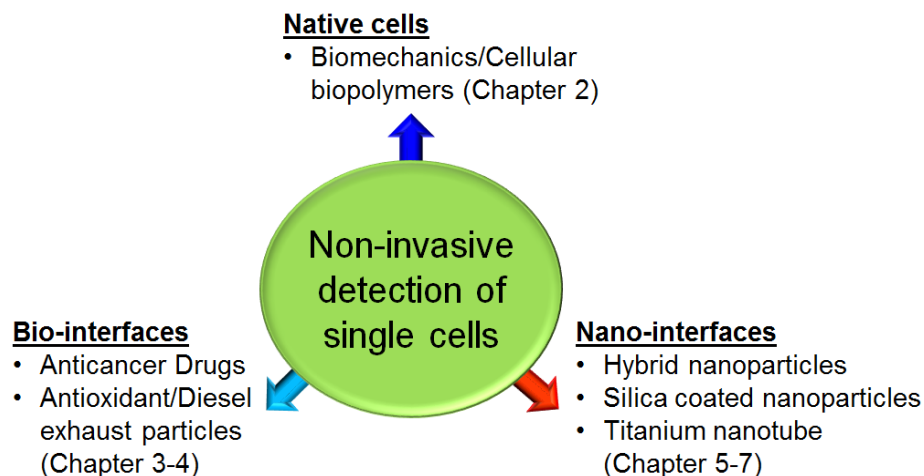 Native cells
• Biomechanics/Cellular
biopolymers (Chapter 2)
Non-invasive
detection of
single cells
Bio-interfaces
• Anticancer Drugs
• Antioxidant/Diesel
exhaust particles
(Chapter 3-4)
Nano-interfaces
• Hybrid nanoparticles
• Silica coated nanoparticles
• Titanium nanotube
(Chapter 5-7)